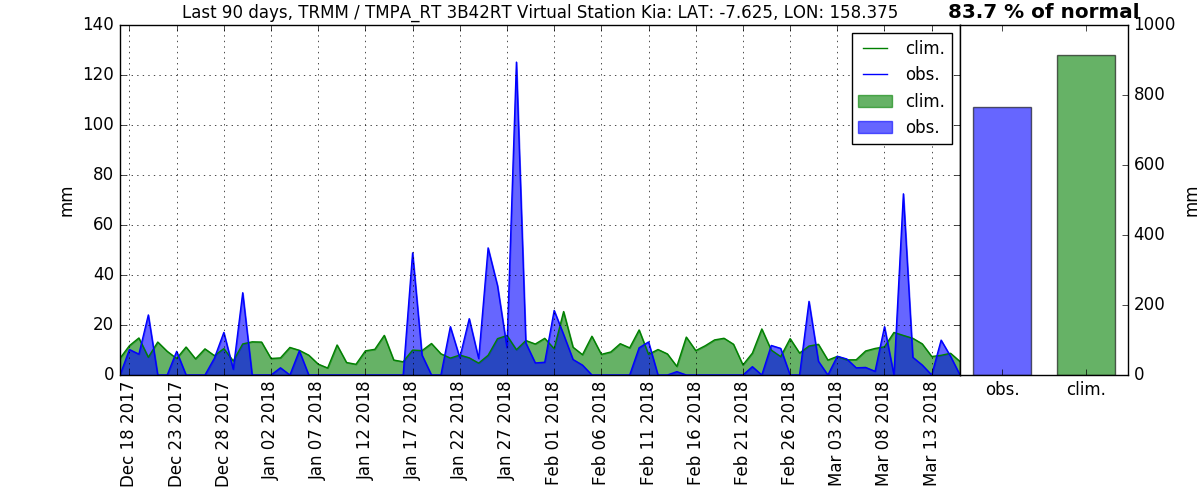 Last 90 days, TRMM / TMPA_RT 3B42RT Virtual Station Kia: LAT: -7.625, LON: 158.375
83.7 % of normal
140
120
100
80
60
40
20
0
mm
clim.
obs.
clim.
obs.
1000
800
600
400
200
0
mm
obs.
clim.
Dec 18 2017
Dec 23 2017
Dec 28 2017
Jan 02 2018
Jan 07 2018
Jan 12 2018
Jan 17 2018
Jan 22 2018
Jan 27 2018
Feb 01 2018
Feb 06 2018
Feb 11 2018
Feb 16 2018
Feb 21 2018
Feb 26 2018
Mar 03 2018
Mar 08 2018
Mar 13 2018